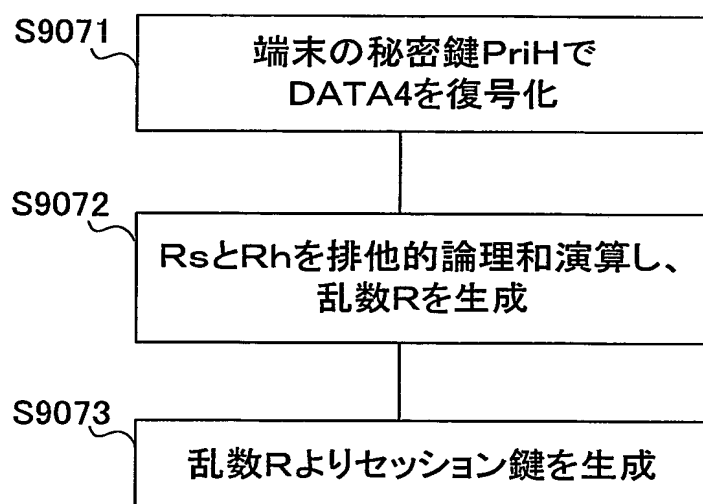 S9071
端末の秘密鍵PriHで
DATA4を復号化
S9072
RsとRhを排他的論理和演算し、
乱数Rを生成
S9073
乱数Rよりセッション鍵を生成